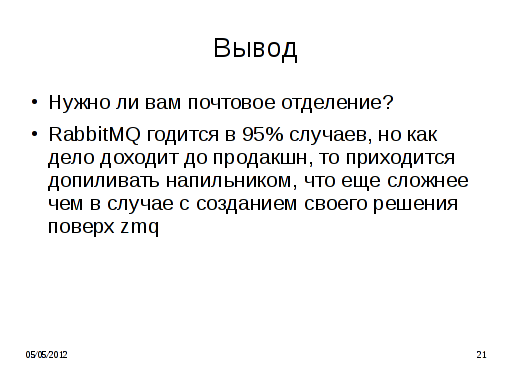 Вывод
• Нужно ли вам почтовое отделение?
• RabbitMQ годится в 95% случаев, но как
дело доходит до продакшн, то приходится
допиливать напильником, что еще сложнее
чем в случае с созданием своего решения
поверх zmq
05/05/2012
21